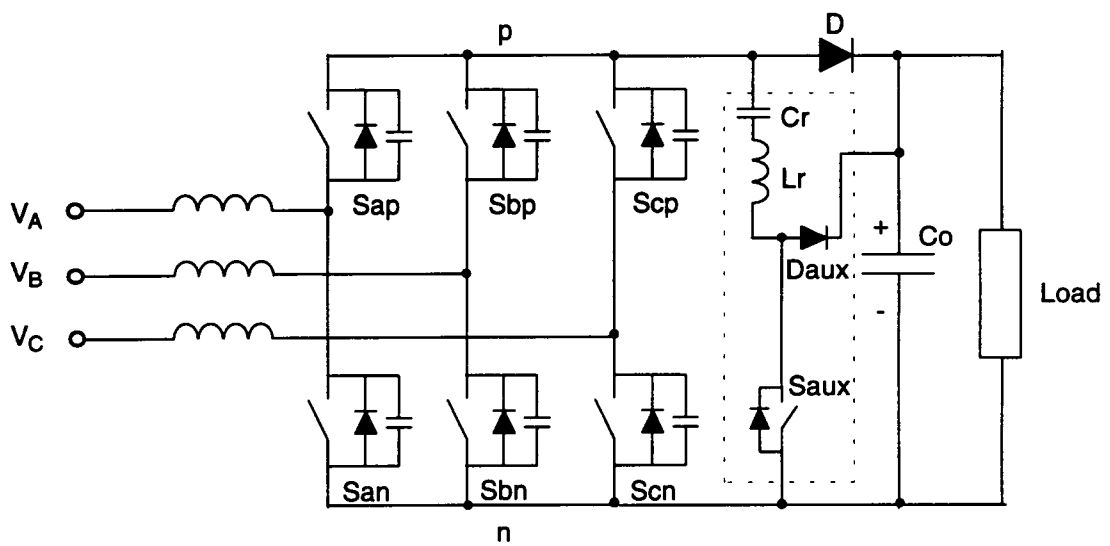 p
D
Cr
Lr
Sap
Sbp
Scp
VA
VB
VC
Daux
+
Co
-
Load
Saux
San
Sbn
Scn
n